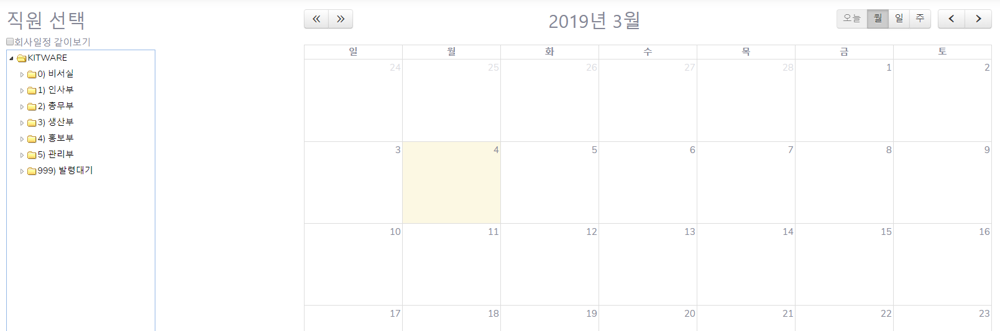 직원 선택
회사일정 같이보기
KITWARE
0) 비서실
1) 인사부
2) 총무부
3) 생산부
4) 홍보부
5) 관리부
999) 발령대기
2019년 3월
오늘 월 일 주
일 월 화 수 목 금 토
24 25 26 27 28 1 2
3 4 5 6 7 8 9
10 11 12 13 14 15 16
17 18 19 20 21 22 23